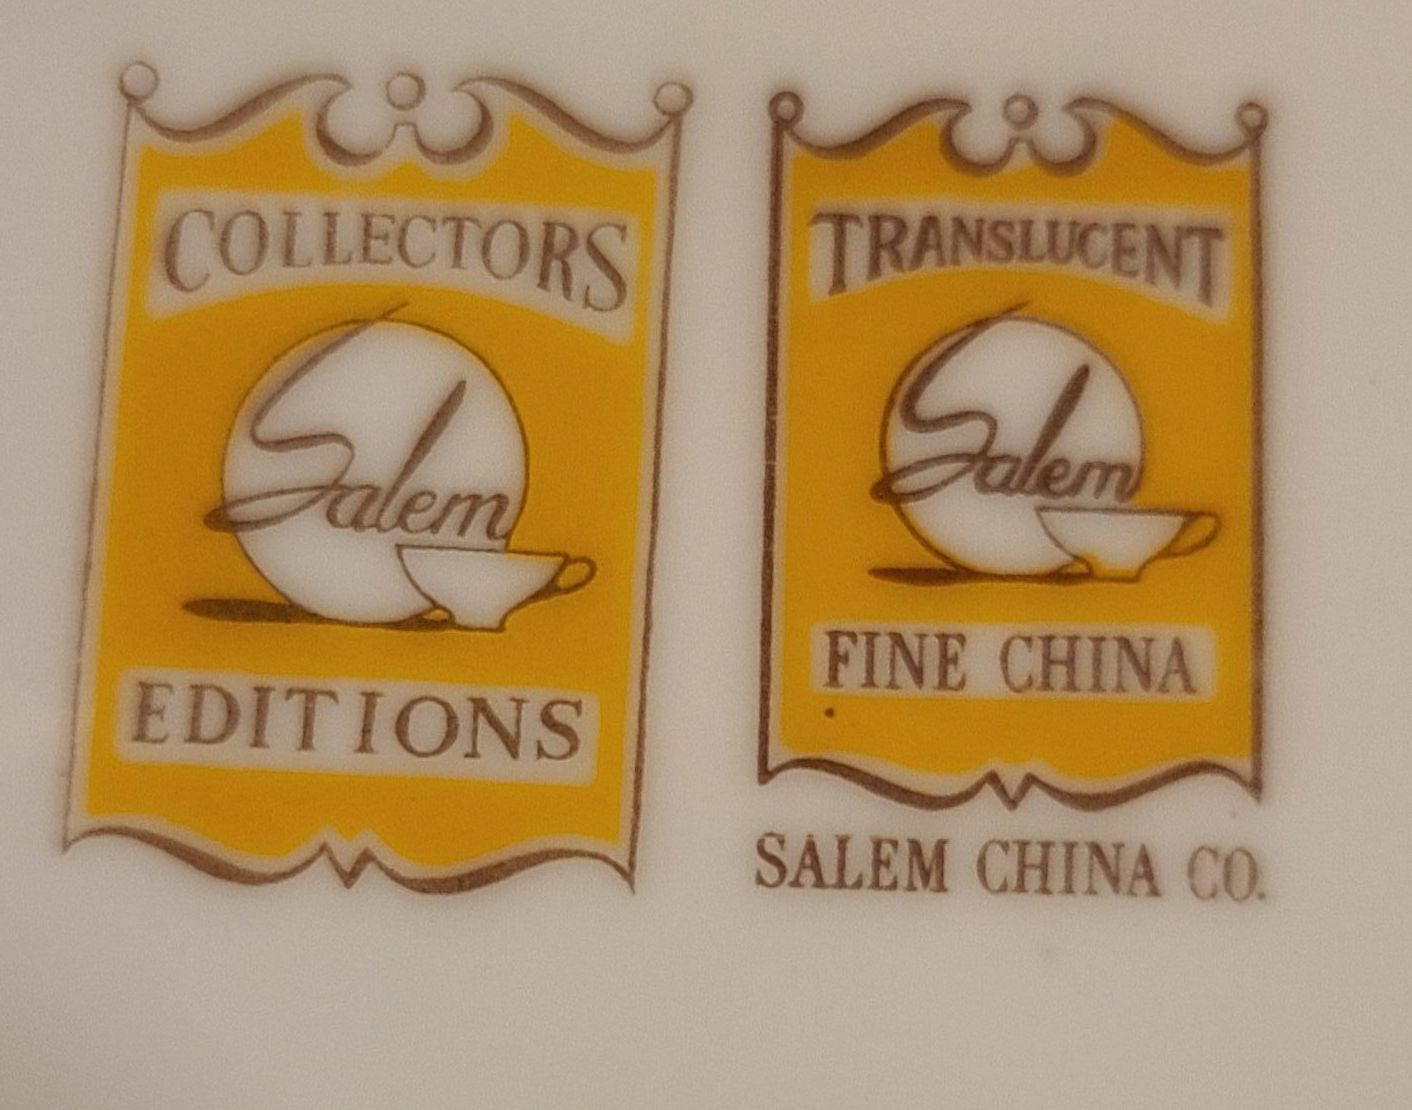 COLLECTORS
Salem
EDITIONS
TRANSLUCENT
Salem
FINE CHINA
SALEM CHINA CO.